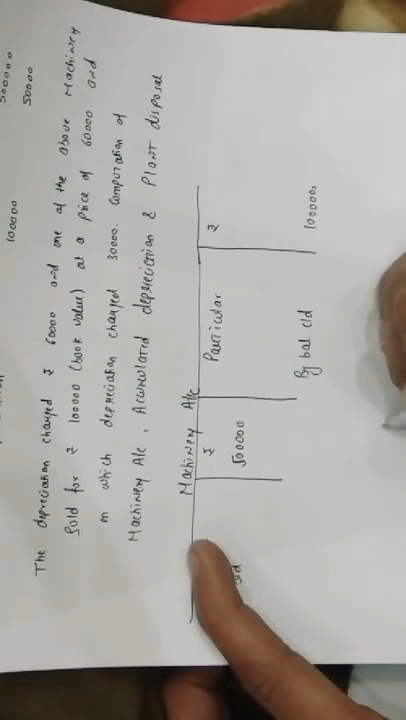 500000
50000
100000
The depreciation charged ₹ 60000 and one of the above Machinery
Sold for ₹ 100000 (book value) at a price of 60000 and
on which depreciation charged 30000. Computation of
Machinery A/c, Accumulated depreciation & Plant disposal
Machinery A/c
₹ Particular ₹
500000
By bal c/d 100000